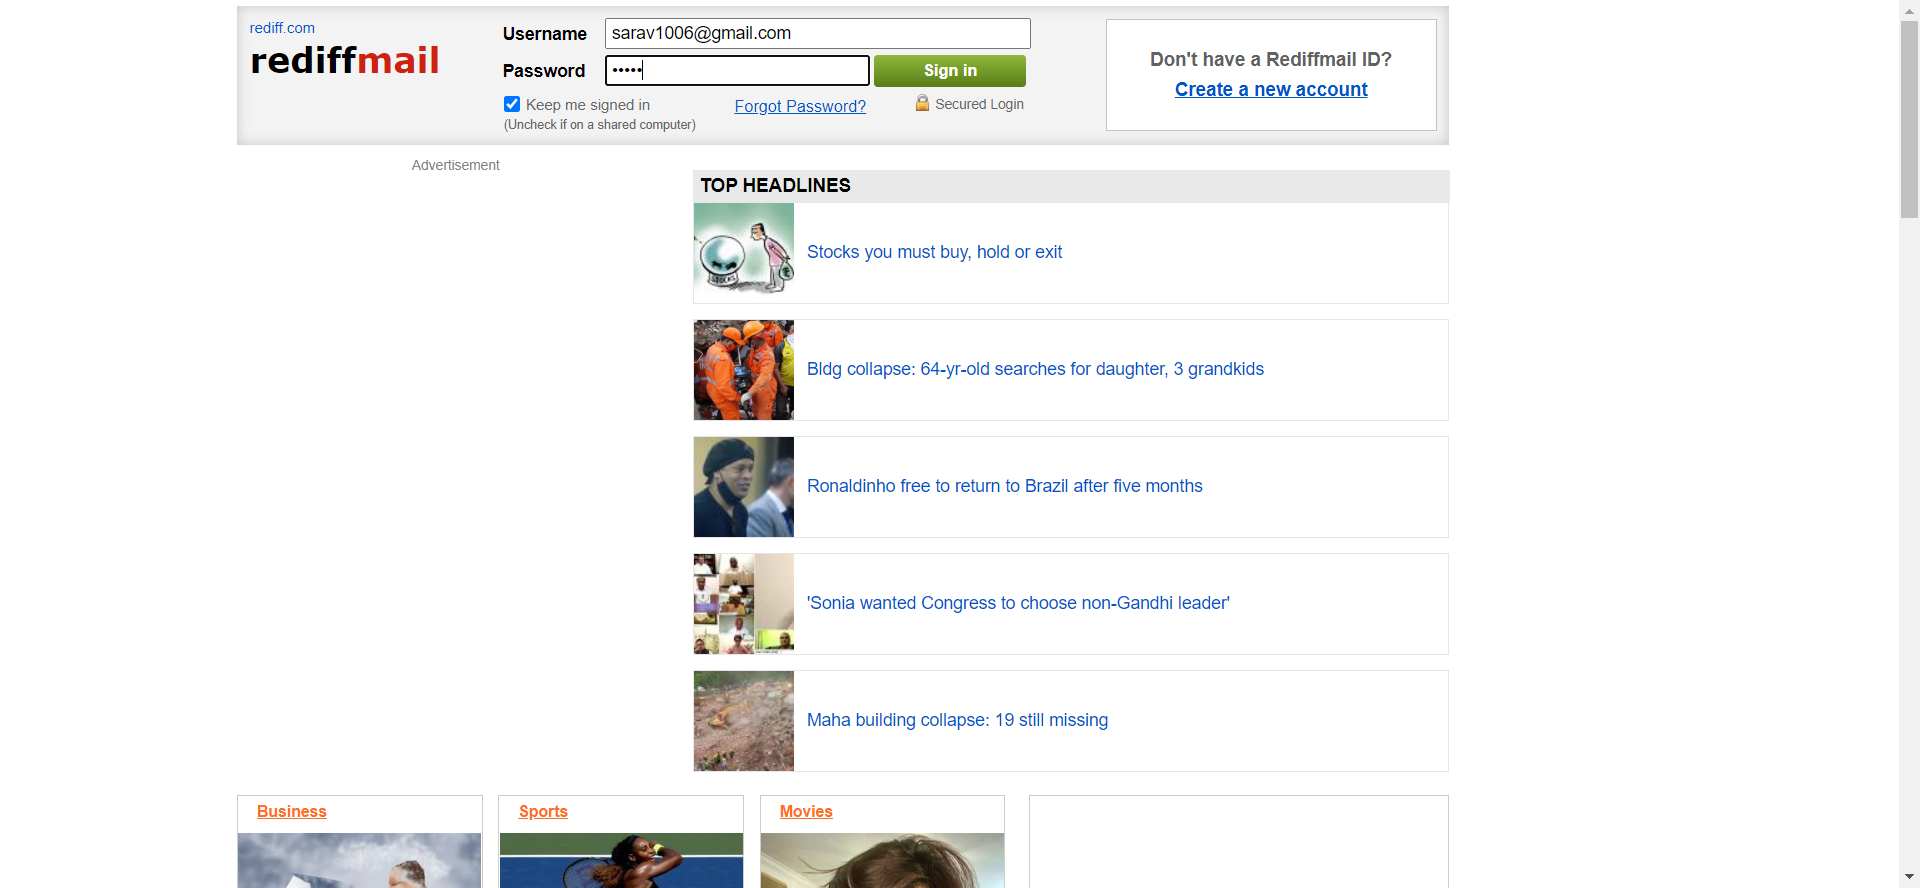 rediff.com
rediffmail
Username
sarav1006@gmail.com
Password
•••••
Sign in
Keep me signed in
(Uncheck if on a shared computer)
Forgot Password?
Secured Login
Don't have a Rediffmail ID?
Create a new account
Advertisement
TOP HEADLINES
STOCKS
Stocks you must buy, hold or exit
Bldg collapse: 64-yr-old searches for daughter, 3 grandkids
Ronaldinho free to return to Brazil after five months
'Sonia wanted Congress to choose non-Gandhi leader'
Maha building collapse: 19 still missing
Business
Sports
Movies